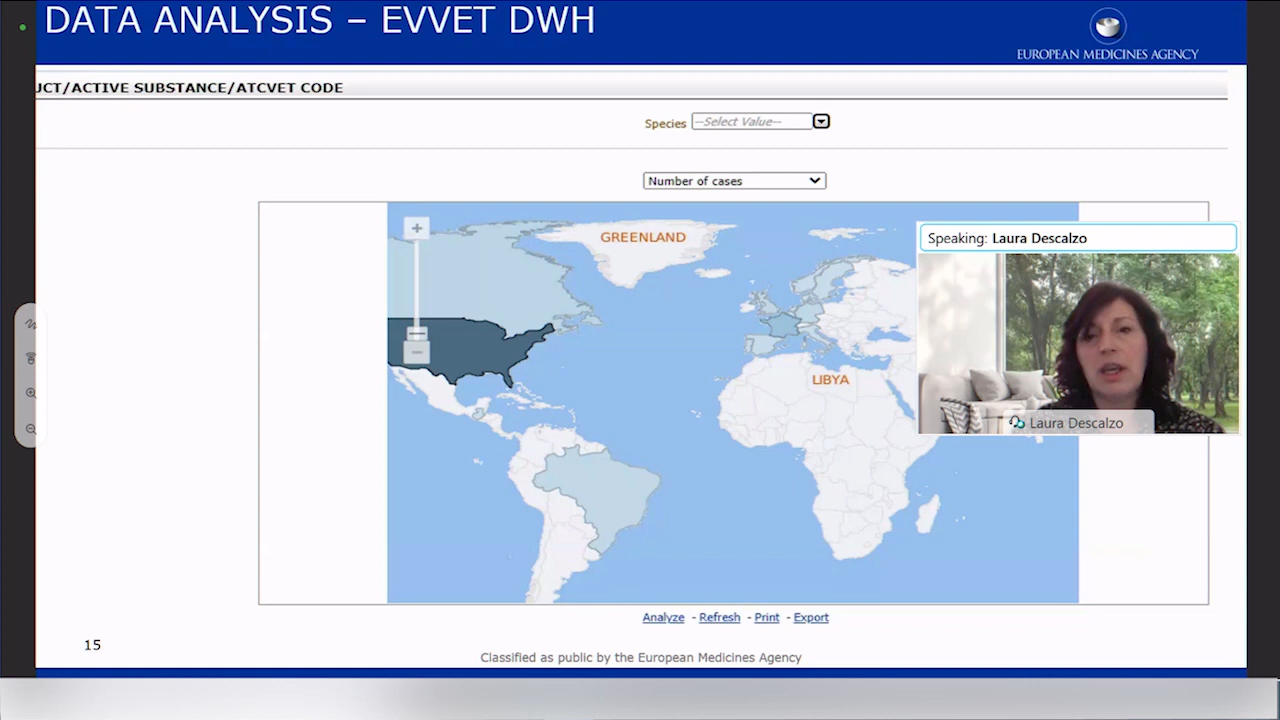 DATA ANALYSIS – EVVET DWH
EUROPEAN MEDICINES AGENCY
UCT/ACTIVE SUBSTANCE/ATCVET CODE
Species --Select Value--
Number of cases
GREENLAND
Speaking: Laura Descalzo
LIBYA
Laura Descalzo
Analyze - Refresh - Print - Export
15
Classified as public by the European Medicines Agency